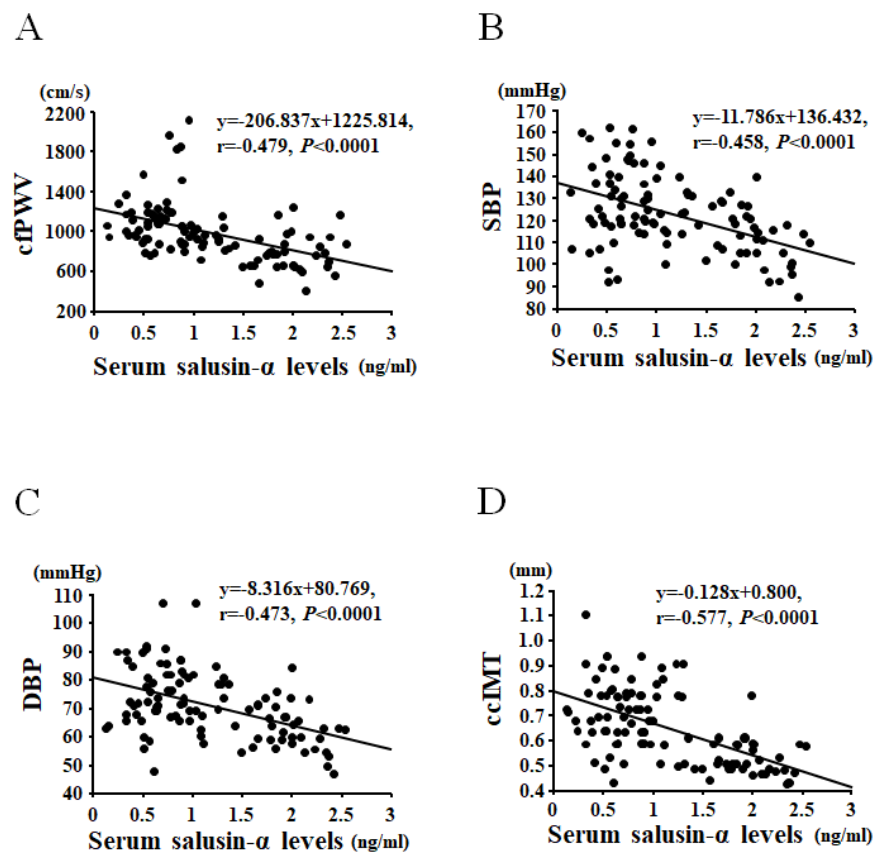 A
(cm/s)
y=-206.837x+1225.814,
r=-0.479, P<0.0001
cfPWV
2200
1800
1400
1000
600
200
0 0.5 1 1.5 2 2.5 3
Serum salusin-α levels (ng/ml)
B
(mmHg)
y=-11.786x+136.432,
r=-0.458, P<0.0001
SBP
170
160
150
140
130
120
110
100
90
80
0 0.5 1 1.5 2 2.5 3
Serum salusin-α levels (ng/ml)
C
(mmHg)
y=-8.316x+80.769,
r=-0.473, P<0.0001
DBP
110
100
90
80
70
60
50
40
0 0.5 1 1.5 2 2.5 3
Serum salusin-α levels (ng/ml)
D
(mm)
y=-0.128x+0.800,
r=-0.577, P<0.0001
ccIMT
1.2
1.1
1.0
0.9
0.8
0.7
0.6
0.5
0.4
0 0.5 1 1.5 2 2.5 3
Serum salusin-α levels (ng/ml)